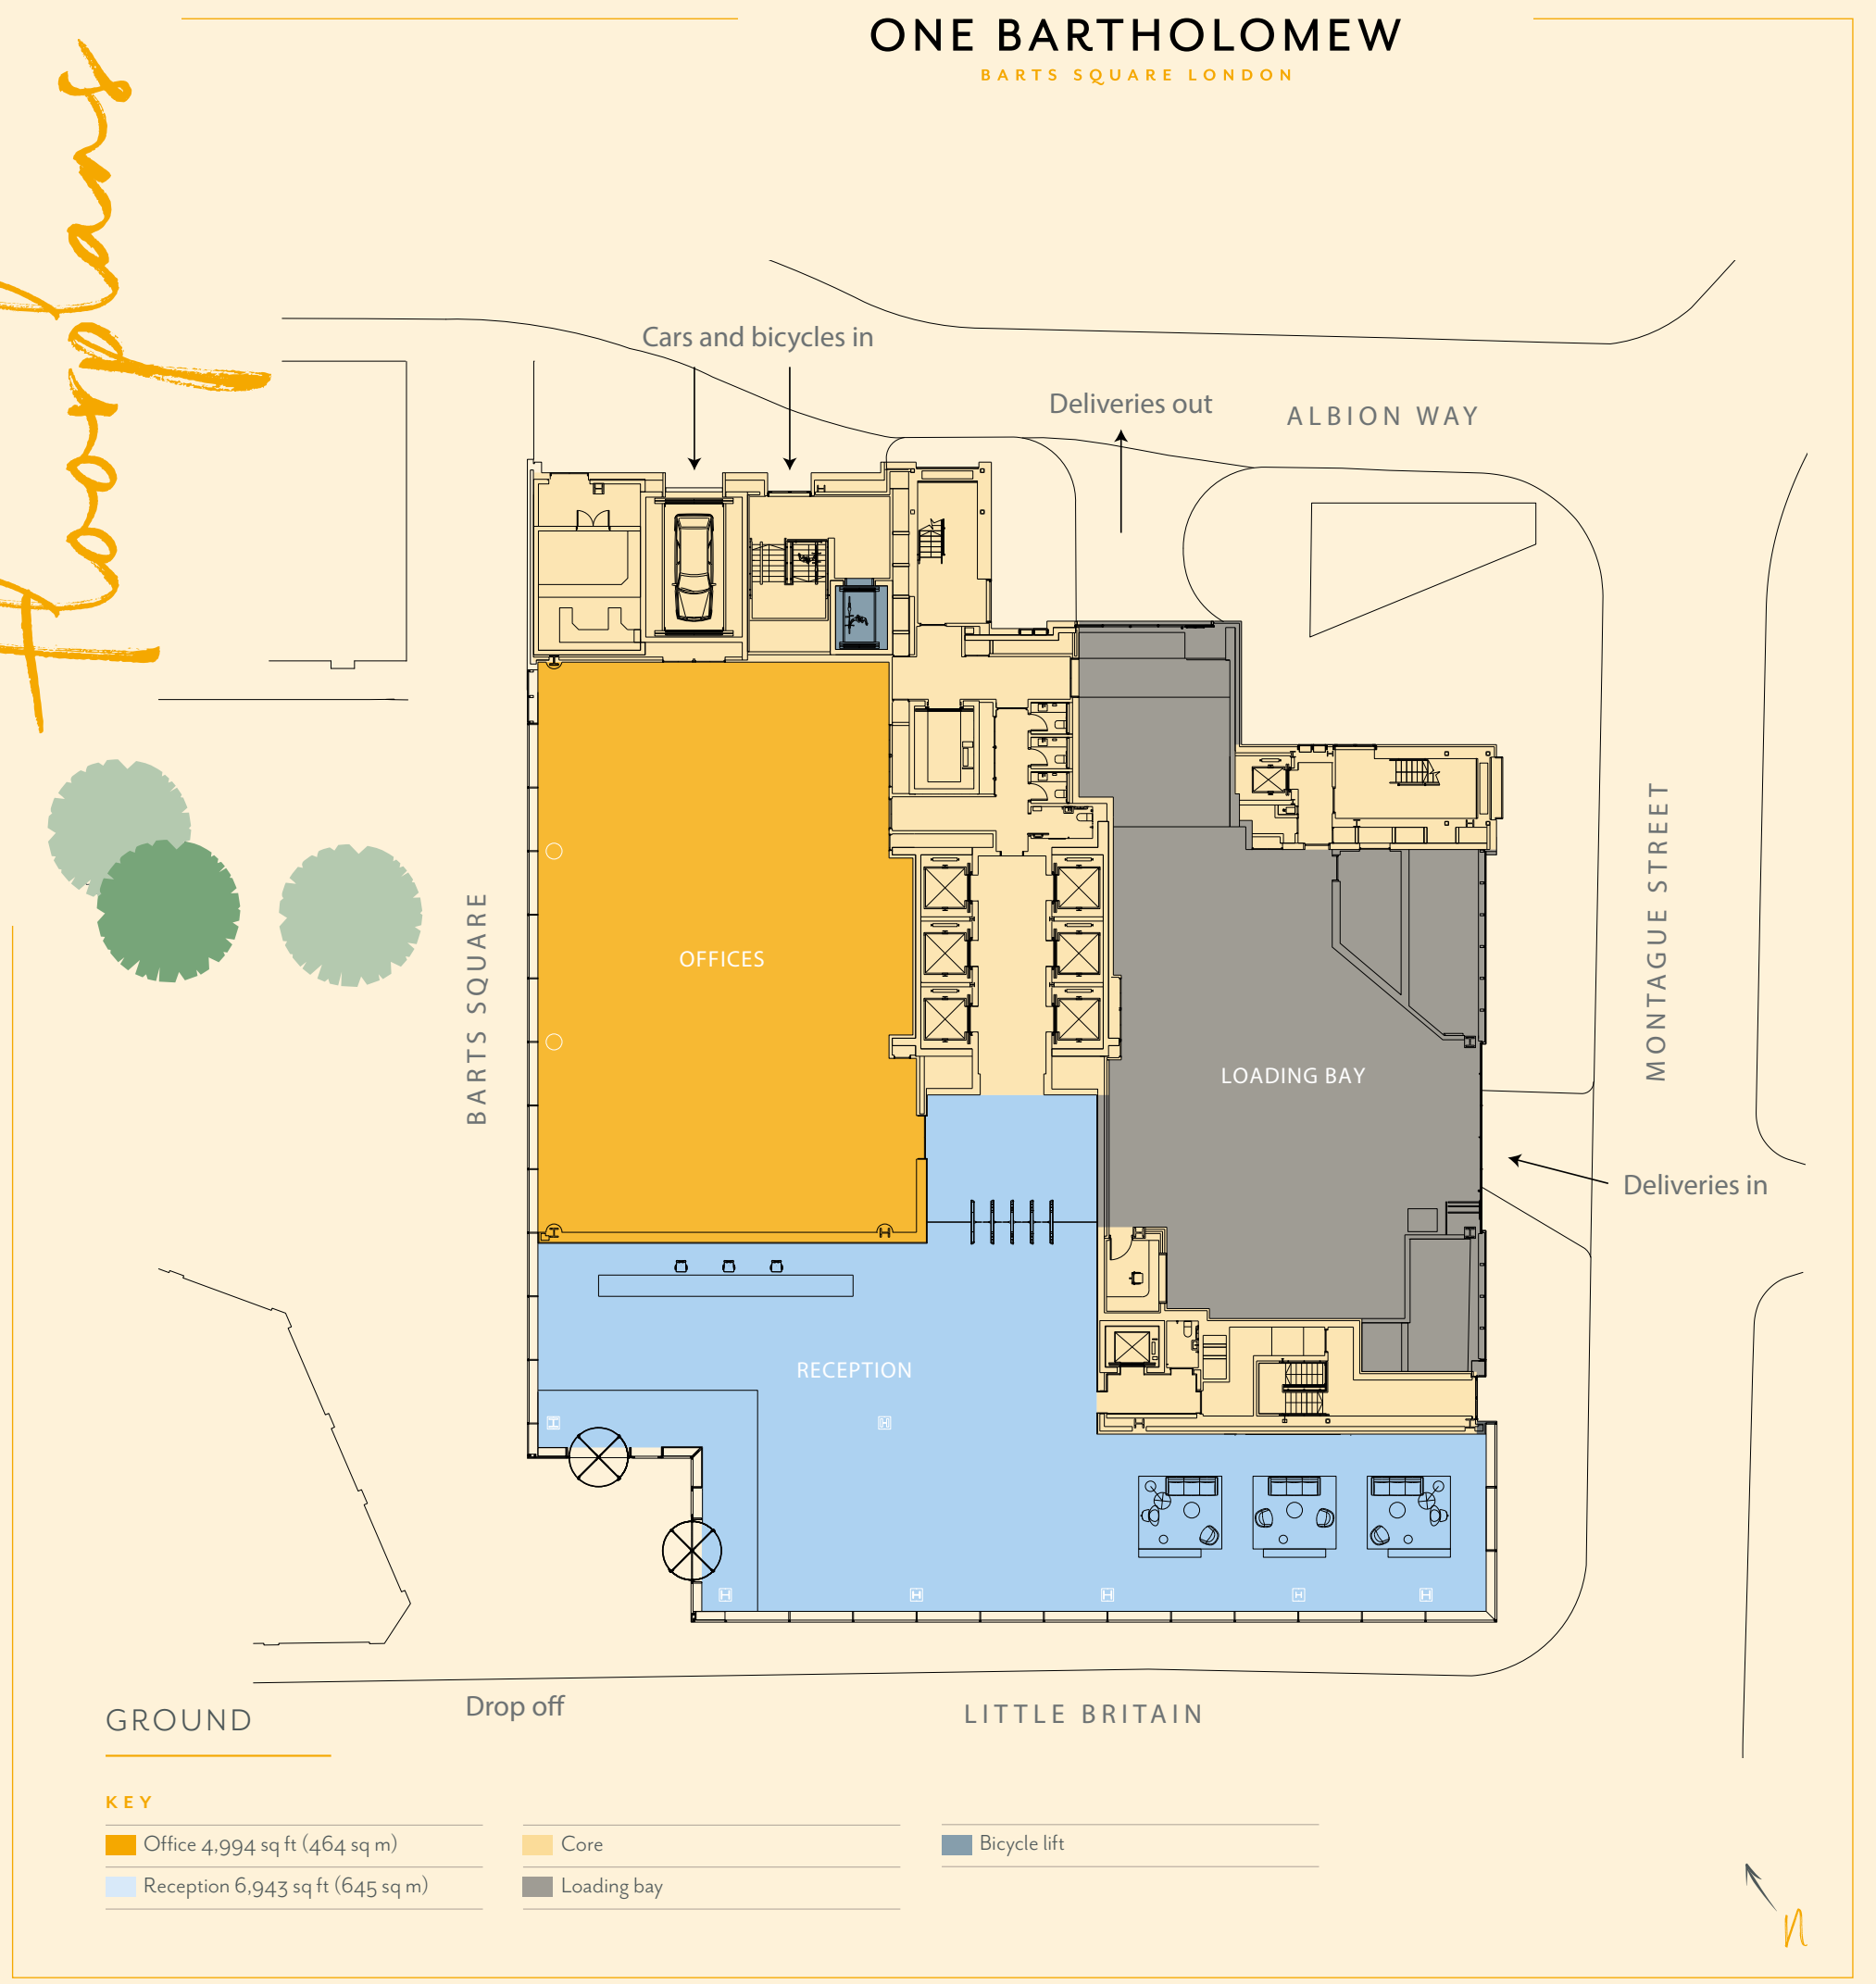 ONE BARTHOLOMEW
BARTS SQUARE LONDON
Floorplans
Cars and bicycles in
Deliveries out
ALBION WAY
OFFICES
BARTS SQUARE
LOADING BAY
MONTAGUE STREET
Deliveries in
RECEPTION
Drop off
LITTLE BRITAIN
GROUND
KEY
Office 4,994 sq ft (464 sq m)
Core
Bicycle lift
Reception 6,943 sq ft (645 sq m)
Loading bay
n